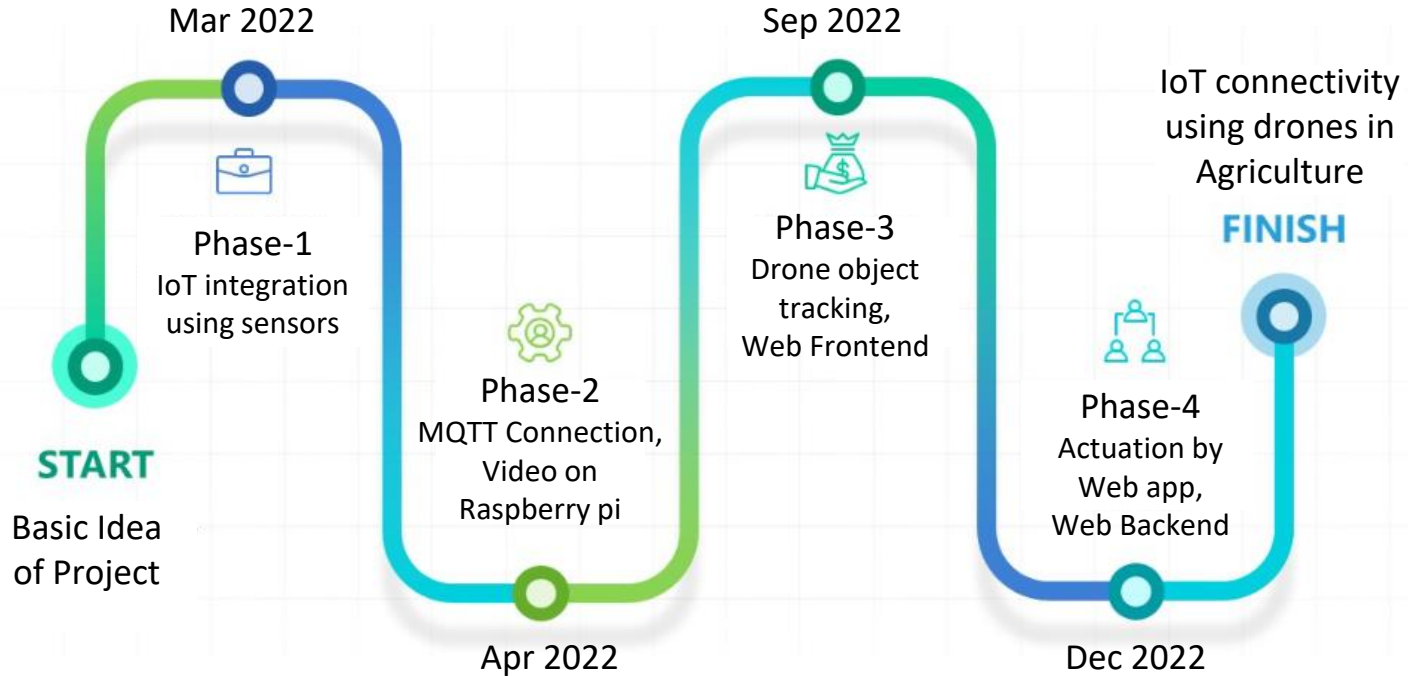 Mar 2022
Sep 2022
IoT connectivity
using drones in
Agriculture
FINISH
Phase-1
IoT integration
using sensors
Phase-3
Drone object
tracking,
Web Frontend
$
Phase-2
MQTT Connection,
Video on
Raspberry pi
Phase-4
Actuation by
Web app,
Web Backend
START
Basic Idea
of Project
Apr 2022
Dec 2022